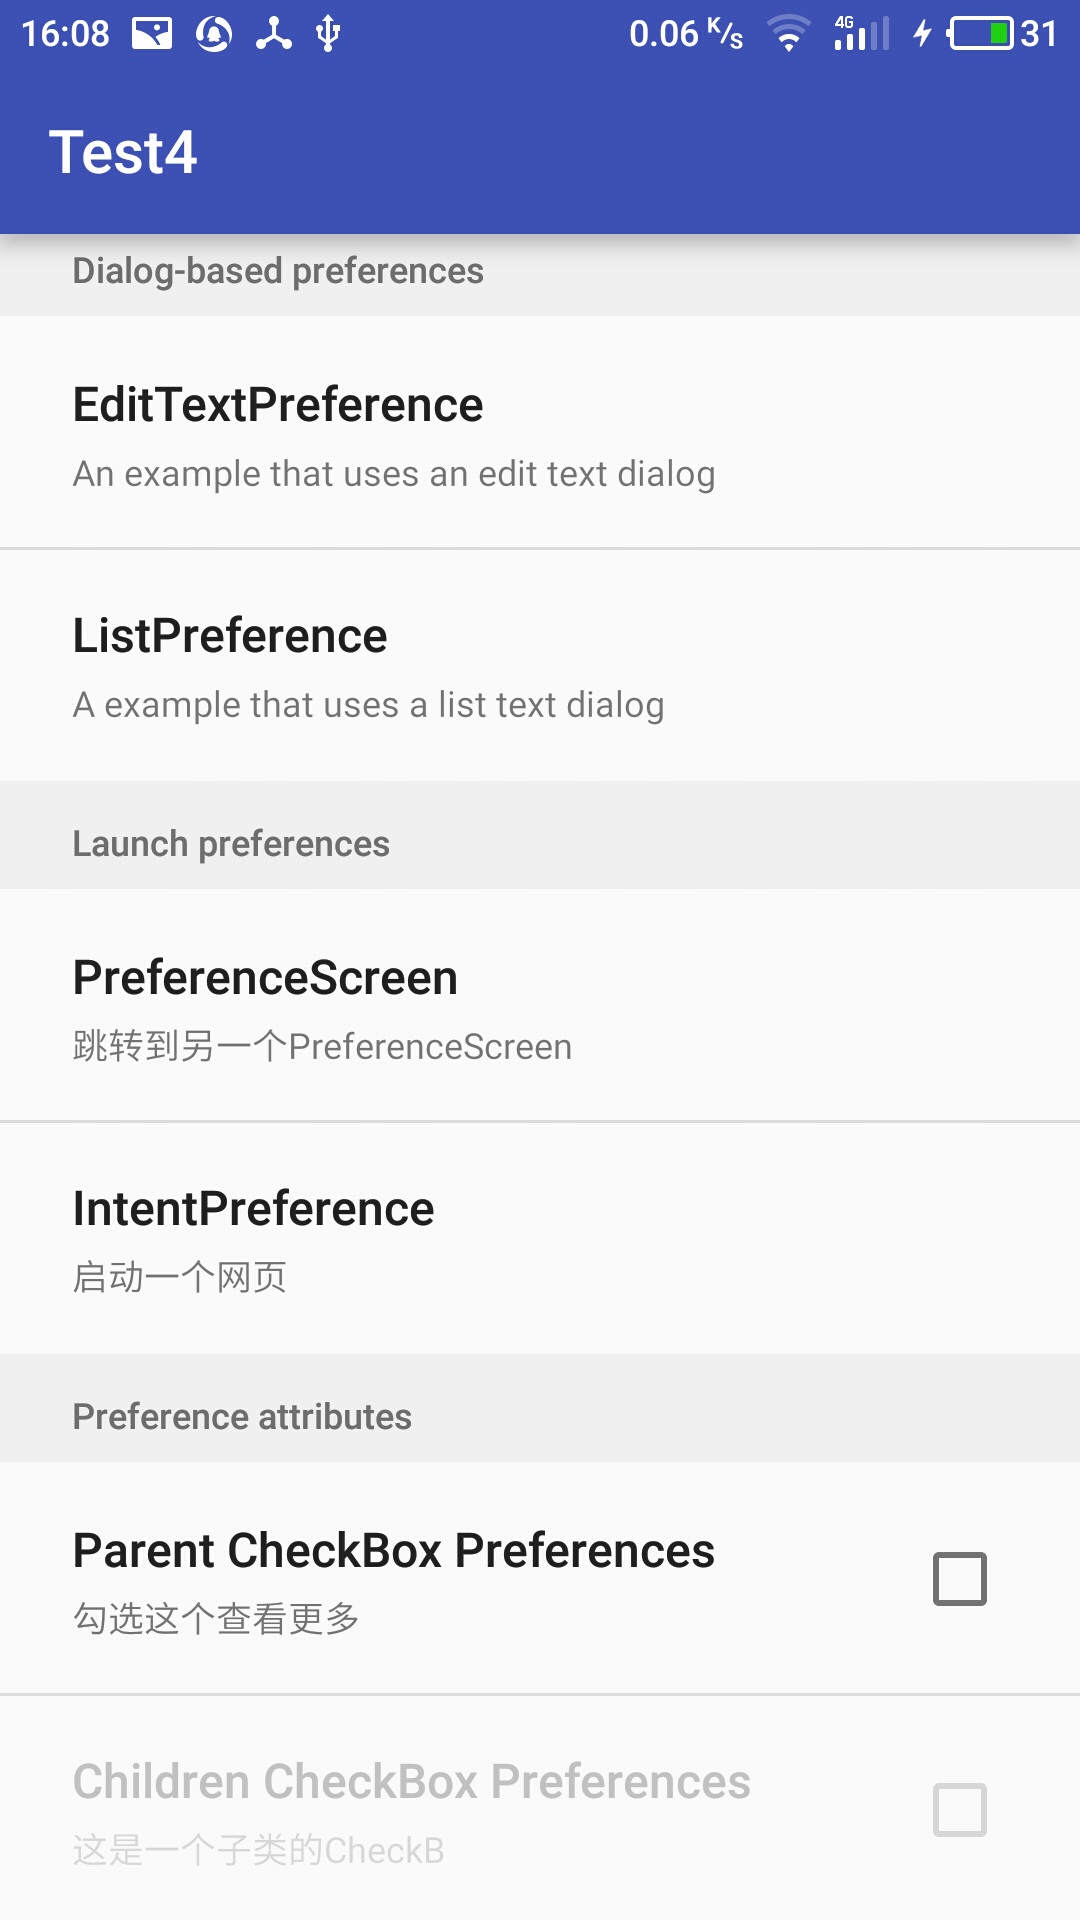 16:08 0.06 K/s 4G 31
Test4
Dialog-based preferences
EditTextPreference
An example that uses an edit text dialog
ListPreference
A example that uses a list text dialog
Launch preferences
PreferenceScreen
跳转到另一个PreferenceScreen
IntentPreference
启动一个网页
Preference attributes
Parent CheckBox Preferences
勾选这个查看更多
Children CheckBox Preferences
这是一个子类的CheckB